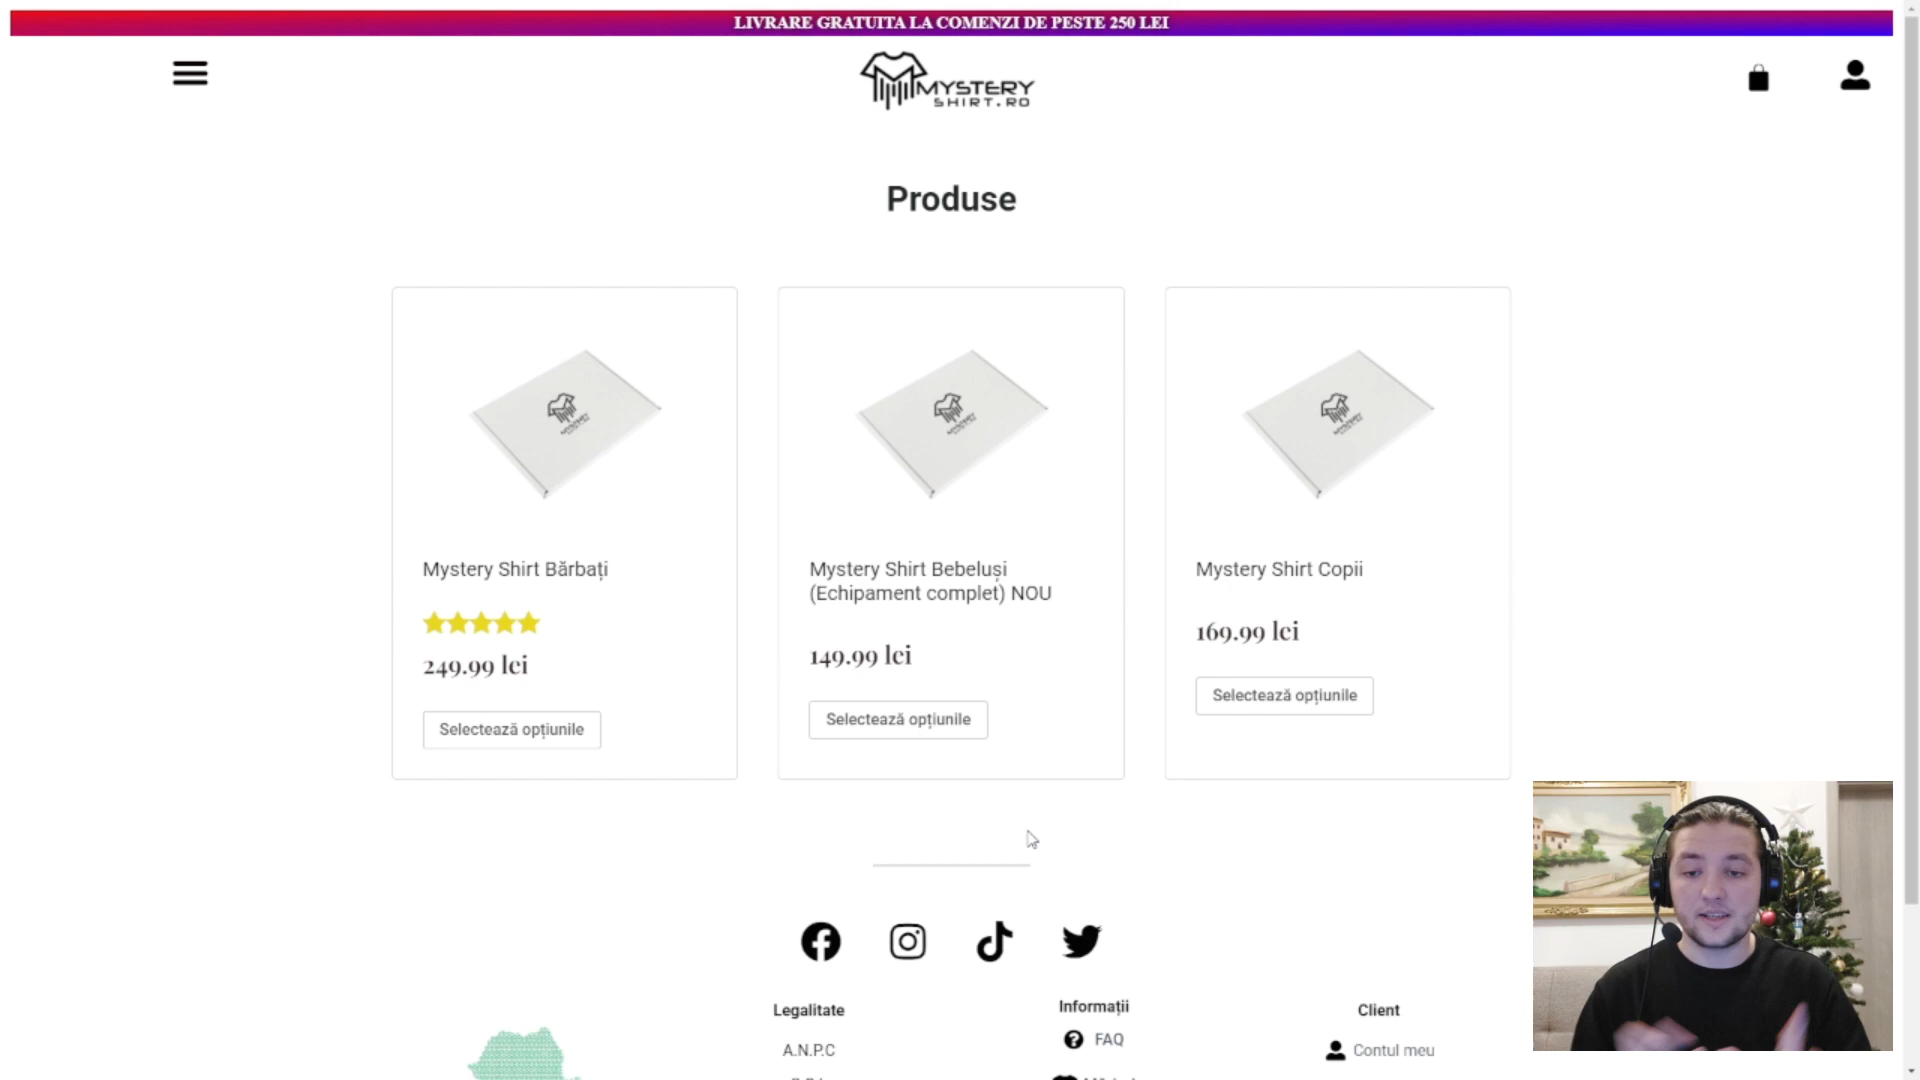 LIVRARE GRATUITA LA COMENZI DE PESTE 250 LEI
MYSTERY
SHIRT.RO
Produse
Mystery Shirt Bărbați
249.99 lei
Selectează opțiunile
Mystery Shirt Bebeluși
(Echipament complet) NOU
149.99 lei
Selectează opțiunile
Mystery Shirt Copii
169.99 lei
Selectează opțiunile
Legalitate
A.N.P.C
Informații
FAQ
Client
Contul meu